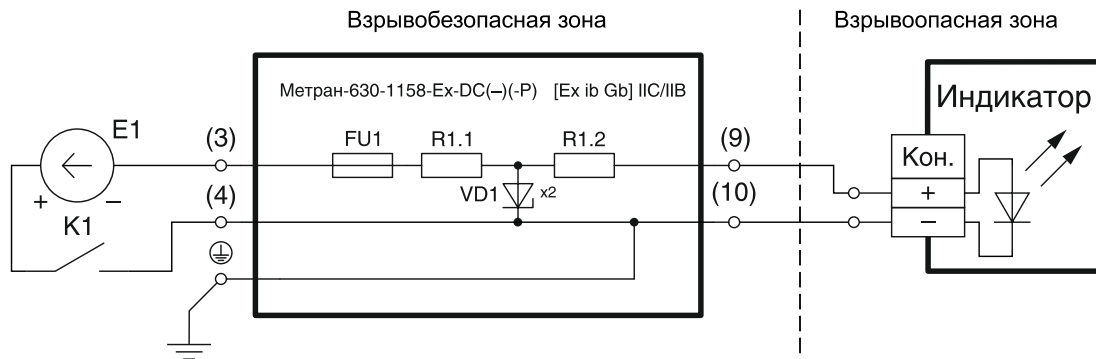 Взрывобезопасная зона
Взрывоопасная зона
Метран-630-1158-Ex-DC(–)(-P) [Ex ib Gb] IIC/IIB
Индикатор
E1
(3)
FU1
R1.1
R1.2
(9)
Кон.
+
–
K1
(4)
VD1
x2
(10)
+
–